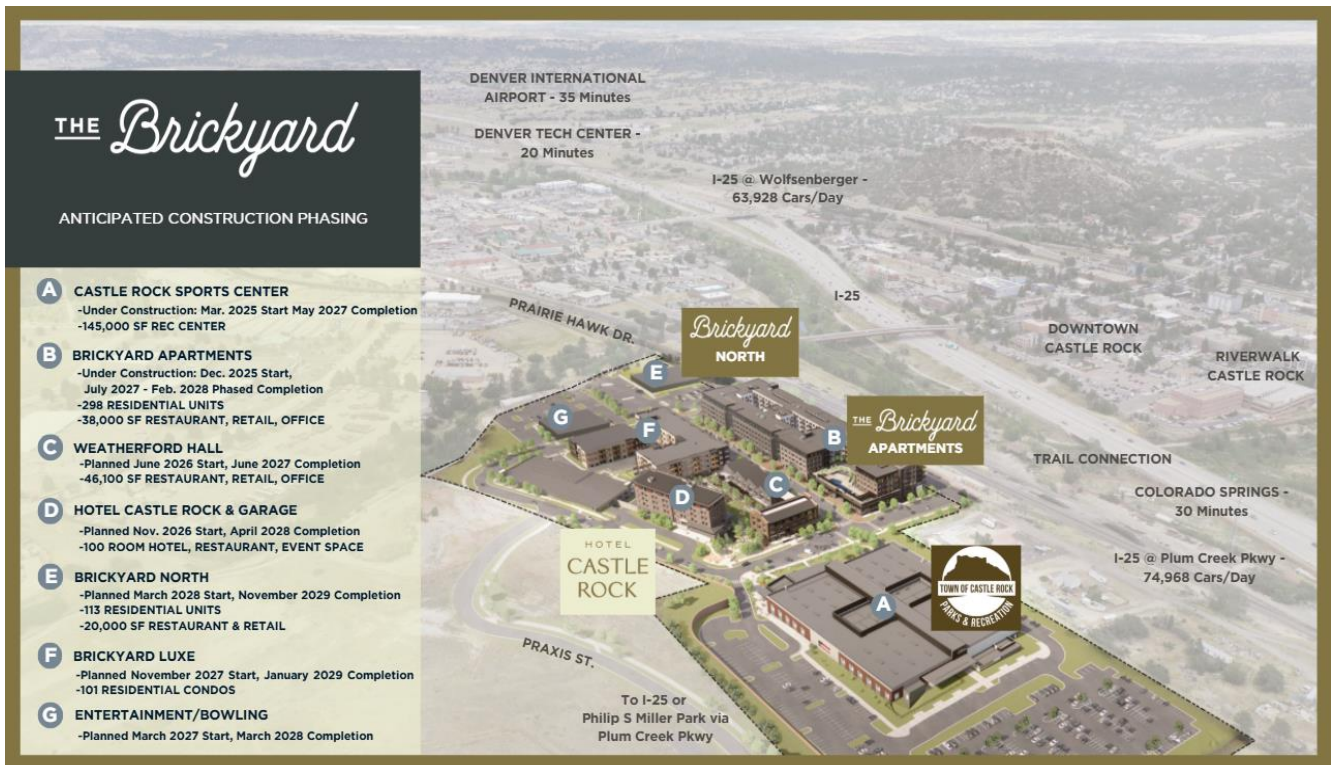 THE Brickyard
ANTICIPATED CONSTRUCTION PHASING
A CASTLE ROCK SPORTS CENTER
-Under Construction: Mar. 2025 Start May 2027 Completion
-145,000 SF REC CENTER
B BRICKYARD APARTMENTS
-Under Construction: Dec. 2025 Start,
July 2027 - Feb. 2028 Phased Completion
-298 RESIDENTIAL UNITS
-38,000 SF RESTAURANT, RETAIL, OFFICE
C WEATHERFORD HALL
-Planned June 2026 Start, June 2027 Completion
-46,100 SF RESTAURANT, RETAIL, OFFICE
D HOTEL CASTLE ROCK & GARAGE
-Planned Nov. 2026 Start, April 2028 Completion
-100 ROOM HOTEL, RESTAURANT, EVENT SPACE
E BRICKYARD NORTH
-Planned March 2028 Start, November 2029 Completion
-113 RESIDENTIAL UNITS
-20,000 SF RESTAURANT & RETAIL
F BRICKYARD LUXE
-Planned November 2027 Start, January 2029 Completion
-101 RESIDENTIAL CONDOS
G ENTERTAINMENT/BOWLING
-Planned March 2027 Start, March 2028 Completion
DENVER INTERNATIONAL
AIRPORT - 35 Minutes
DENVER TECH CENTER -
20 Minutes
I-25 @ Wolfsenberger -
63,928 Cars/Day
I-25
PRAIRIE HAWK DR.
Brickyard
NORTH
DOWNTOWN
CASTLE ROCK
RIVERWALK
CASTLE ROCK
E
G
F
B
THE Brickyard
APARTMENTS
TRAIL CONNECTION
C
D
COLORADO SPRINGS -
30 Minutes
HOTEL
CASTLE
ROCK
I-25 @ Plum Creek Pkwy -
74,968 Cars/Day
TOWN OF CASTLE ROCK
PARKS & RECREATION
A
PRAXIS ST.
To I-25 or
Philip S Miller Park via
Plum Creek Pkwy